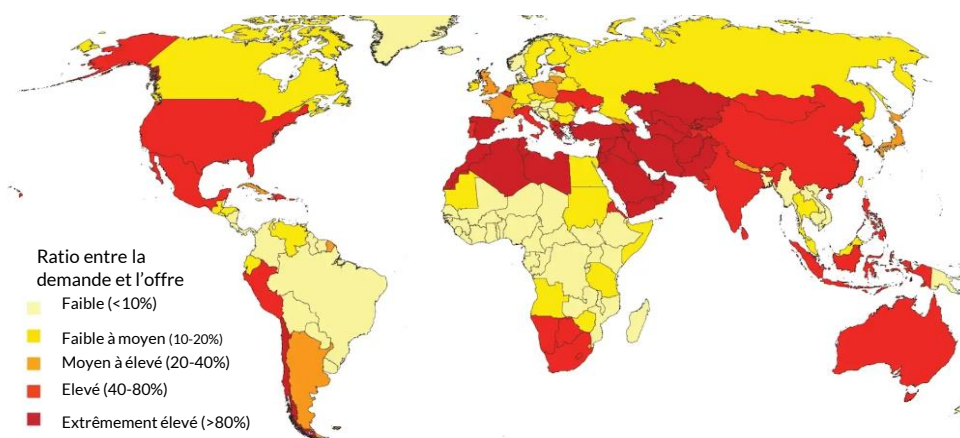 Ratio entre la
demande et l’offre
Faible (<10%)
Faible à moyen (10-20%)
Moyen à élevé (20-40%)
Elevé (40-80%)
Extrêmement élevé (>80%)